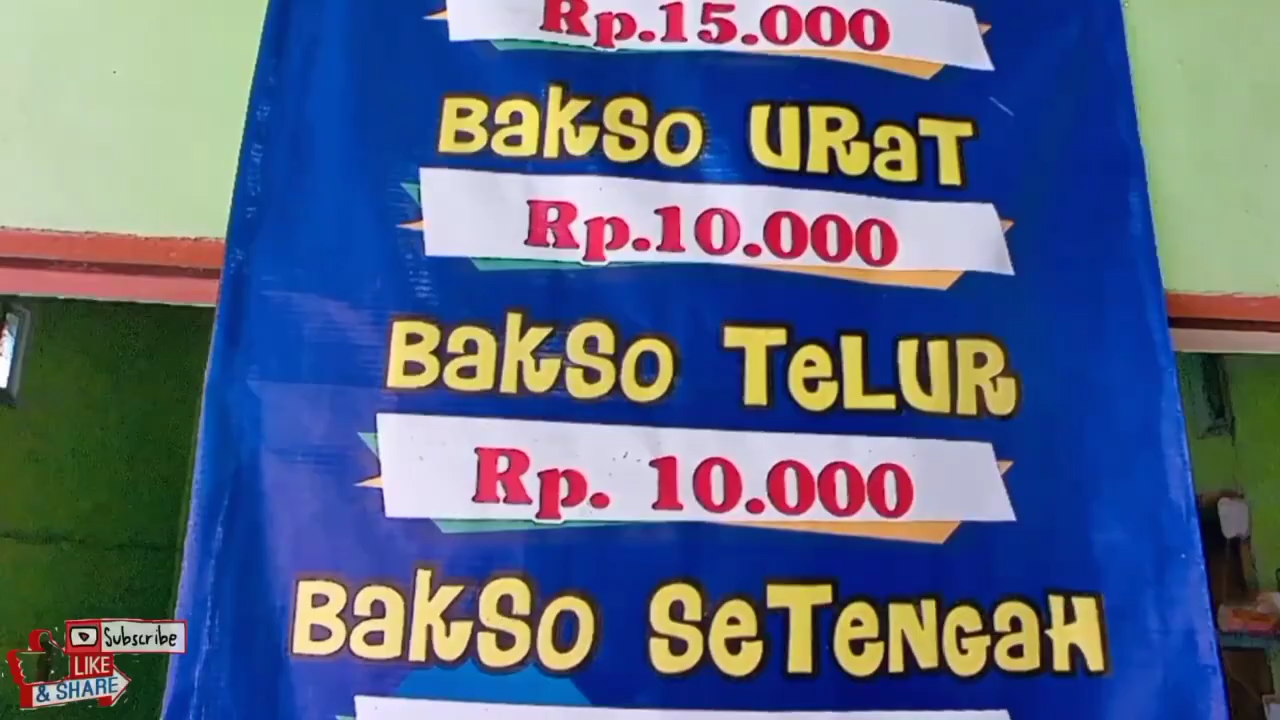 Rp.15.000
BAKSO URAT
Rp.10.000
BAKSO TELUR
Rp. 10.000
BAKSO SETENGAH
Subscribe
LIKE
& SHARE